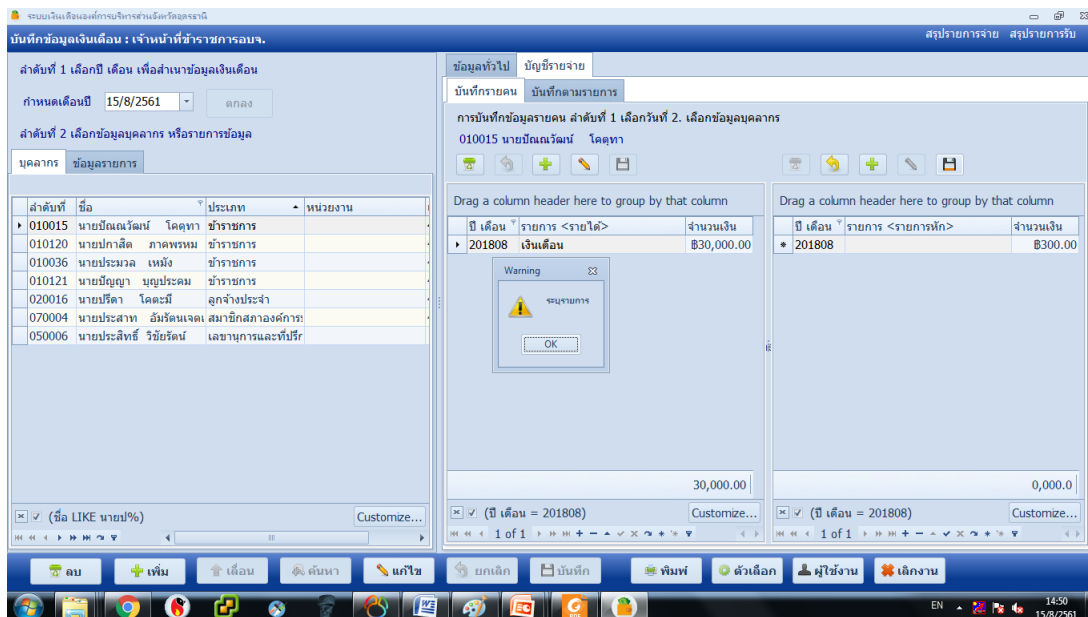 ระบบเงินเดือนองค์การบริหารส่วนจังหวัดอุดรธานี
บันทึกข้อมูลเงินเดือน : เจ้าหน้าที่ข้าราชการอบจ.
สรุปรายการจ่าย สรุปรายการรับ
ลำดับที่ 1 เลือกปี เดือน เพื่อสำเนาข้อมูลเงินเดือน
กำหนดเดือนปี 15/8/2561 ตกลง
ลำดับที่ 2 เลือกข้อมูลบุคลากร หรือรายการข้อมูล
บุคลากร ข้อมูลรายการ
ลำดับที่ ชื่อ ประเภท หน่วยงาน
010015 นายปัณณวัฒน์ โคตุทา ข้าราชการ
010120 นายปกาสิต ภาคพรหม ข้าราชการ
010036 นายประมวล เหมัง ข้าราชการ
010121 นายปัญญา บุญประคม ข้าราชการ
020016 นายปรีดา โคตะมี ลูกจ้างประจำ
070004 นายประสาท อัมรัตนเจต สมาชิกสภาองค์การ
050006 นายประสิทธิ์ วิชัยรัตน์ เลขานุการและที่ปรึก
(ชื่อ LIKE นายป%) Customize...
ข้อมูลทั่วไป บัญชีรายจ่าย
บันทึกรายคน บันทึกตามรายการ
การบันทึกข้อมูลรายคน ลำดับที่ 1 เลือกวันที่ 2. เลือกข้อมูลบุคลากร
010015 นายปัณณวัฒน์ โคตุทา
Drag a column header here to group by that column
ปี เดือน รายการ <รายได้> จำนวนเงิน
201808 เงินเดือน ฿30,000.00
Warning
ระบุรายการ
OK
30,000.00
(ปี เดือน = 201808) Customize...
1 of 1
Drag a column header here to group by that column
ปี เดือน รายการ <รายการหัก> จำนวนเงิน
201808 ฿300.00
0,000.0
(ปี เดือน = 201808) Customize...
1 of 1
ลบ เพิ่ม เลื่อน ค้นหา แก้ไข ยกเลิก บันทึก พิมพ์ ตัวเลือก ผู้ใช้งาน เลิกงาน
EN 14:50
15/8/2561